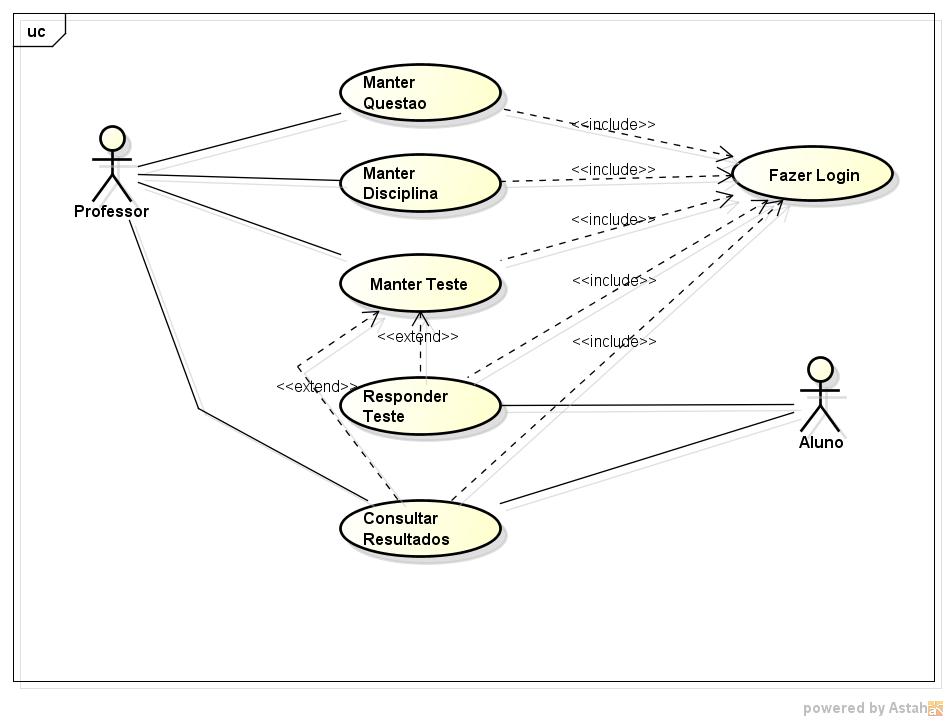 uc
Manter
Questao
<<include>>
Manter
Disciplina
<<include>>
Fazer Login
Professor
<<include>>
Manter Teste
<<include>>
<<extend>>
<<include>>
<<extend>>
Responder
Teste
Aluno
Consultar
Resultados
powered by Astah